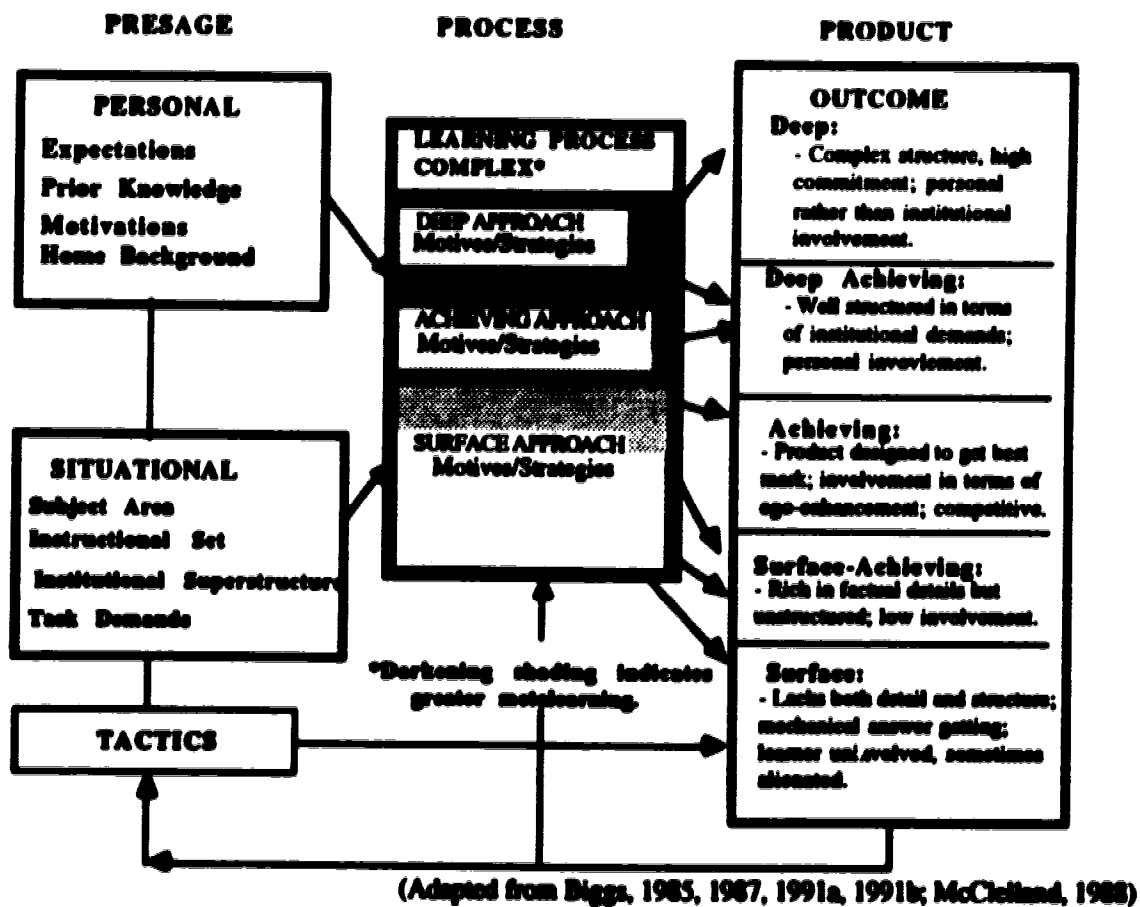 PRESAGE
PROCESS
PRODUCT
PERSONAL
Expectations
Prior Knowledge
Motivations
Home Background
SITUATIONAL
Subject Area
Instructional Set
Institutional Superstructure
Task Demands
TACTICS
LEARNING PROCESS
COMPLEX*
DEEP APPROACH
Motives/Strategies
ACHIEVING APPROACH
Motives/Strategies
SURFACE APPROACH
Motives/Strategies
*Darkening shading indicates
greater metalearning.
OUTCOME
Deep:
- Complex structure, high
commitment; personal
rather than institutional
involvement.
Deep Achieving:
- Well structured in terms
of institutional demands;
personal invovlement.
Achieving:
- Product designed to get best
mark; involvement in terms of
ego-enhancement; competitive.
Surface-Achieving:
- Rich in factual details but
unstructured; low involvement.
Surface:
- Lacks both detail and structure;
mechanical answer getting;
learner uninvolved, sometimes
alienated.
(Adapted from Biggs, 1985, 1987, 1991a, 1991b; McClelland, 1988)